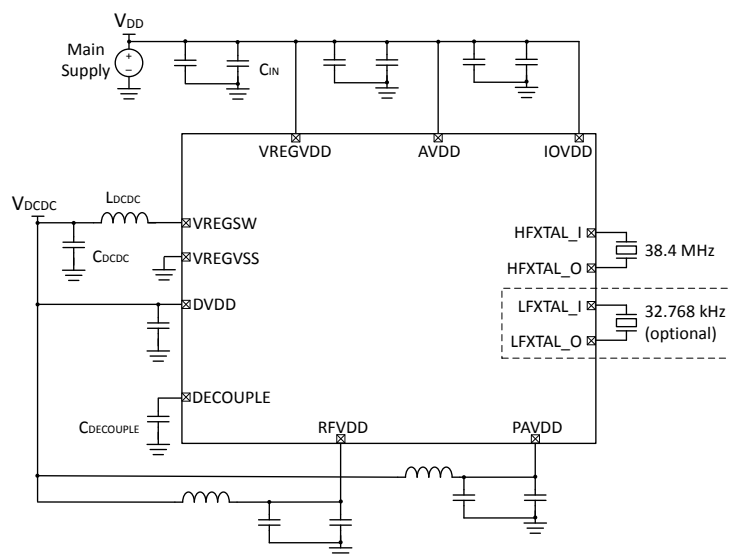 VDD
Main
Supply
+
−
CIN
VREGVDD
AVDD
IOVDD
LDCDC
VDCDC
VREGSW
HFXTAL_I
38.4 MHz
CDCDC
VREGVSS
HFXTAL_O
DVDD
LFXTAL_I
32.768 kHz
(optional)
LFXTAL_O
DECOUPLE
CDECOUPLE
RFVDD
PAVDD